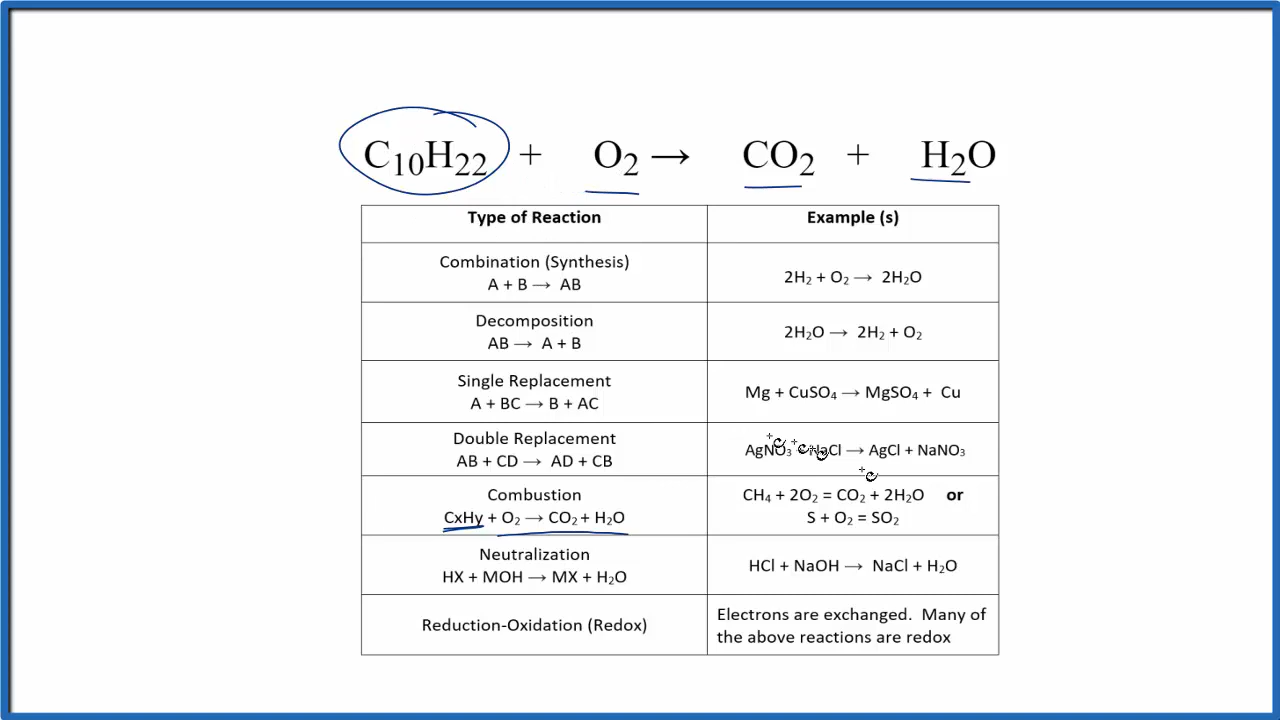 C₁₀H₂₂ + O₂ → CO₂ + H₂O
Type of Reaction
Example (s)
Combination (Synthesis)
A + B → AB
2H₂ + O₂ → 2H₂O
Decomposition
AB → A + B
2H₂O → 2H₂ + O₂
Single Replacement
A + BC → B + AC
Mg + CuSO₄ → MgSO₄ + Cu
Double Replacement
AB + CD → AD + CB
AgNO₃ + NaCl → AgCl + NaNO₃
Combustion
CxHy + O₂ → CO₂ + H₂O
CH₄ + 2O₂ = CO₂ + 2H₂O or
S + O₂ = SO₂
Neutralization
HX + MOH → MX + H₂O
HCl + NaOH → NaCl + H₂O
Reduction-Oxidation (Redox)
Electrons are exchanged. Many of
the above reactions are redox